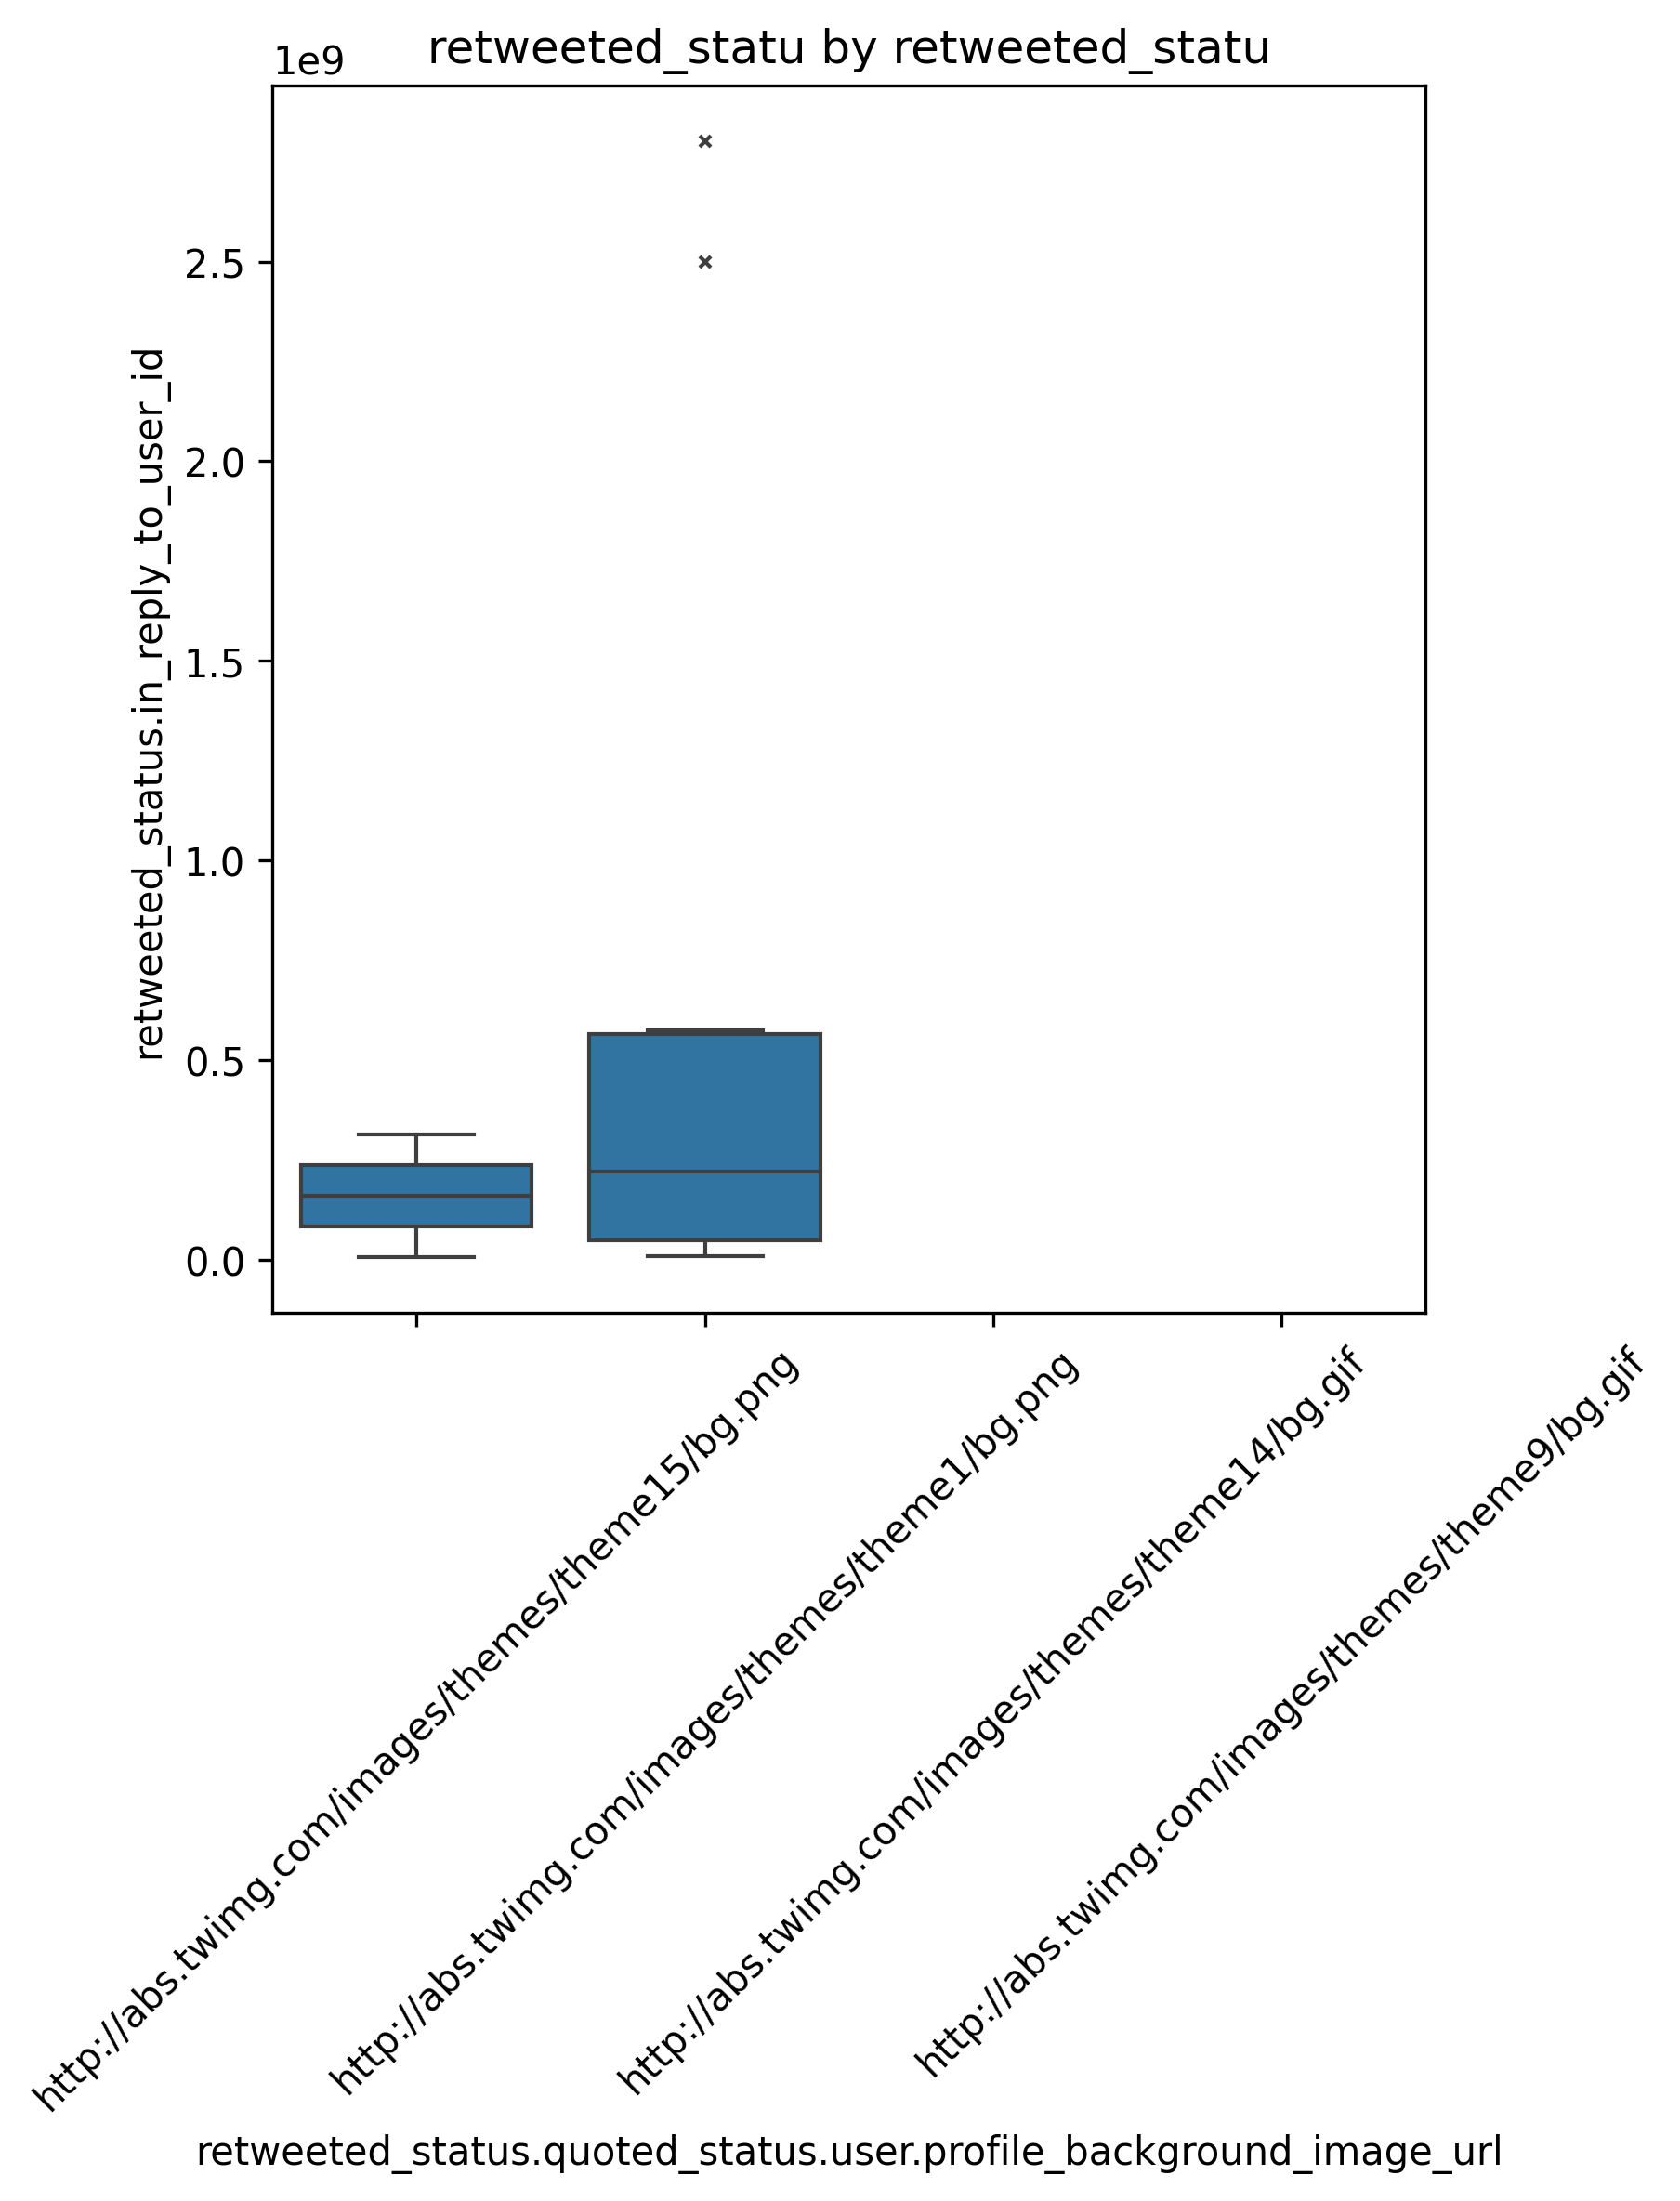 retweeted_statu by retweeted_statu
1e9
2.5
2.0
1.5
1.0
0.5
0.0
retweeted_status.in_reply_to_user_id
http://abs.twimg.com/images/themes/theme15/bg.png
http://abs.twimg.com/images/themes/theme1/bg.png
http://abs.twimg.com/images/themes/theme14/bg.gif
http://abs.twimg.com/images/themes/theme9/bg.gif
retweeted_status.quoted_status.user.profile_background_image_url